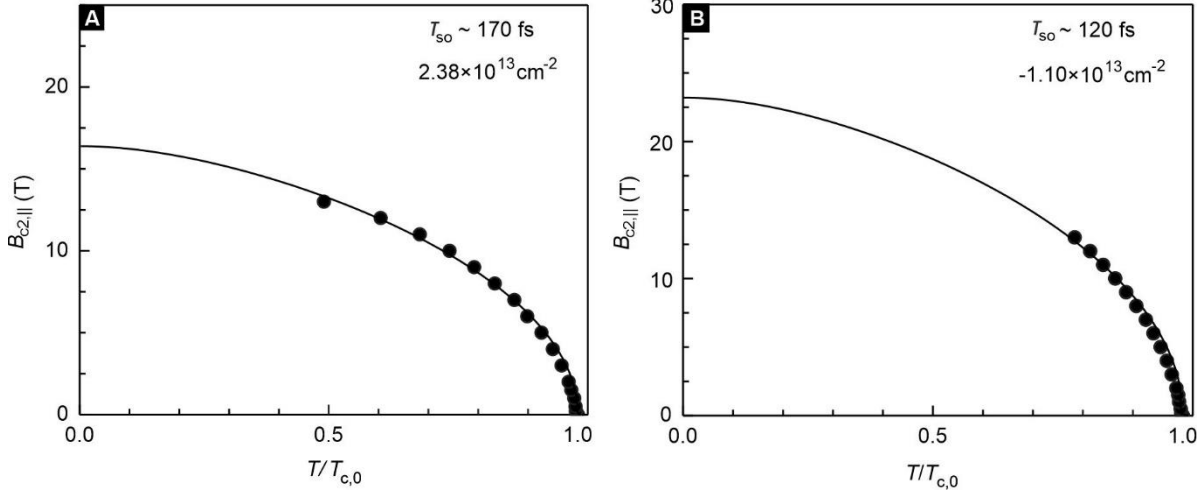 A
T_so ~ 170 fs
2.38×10^13 cm^-2
20
10
0
B_c2,|| (T)
0.0
0.5
1.0
T/T_c,0
B
T_so ~ 120 fs
-1.10×10^13 cm^-2
30
20
10
0
B_c2,|| (T)
0.0
0.5
1.0
T/T_c,0